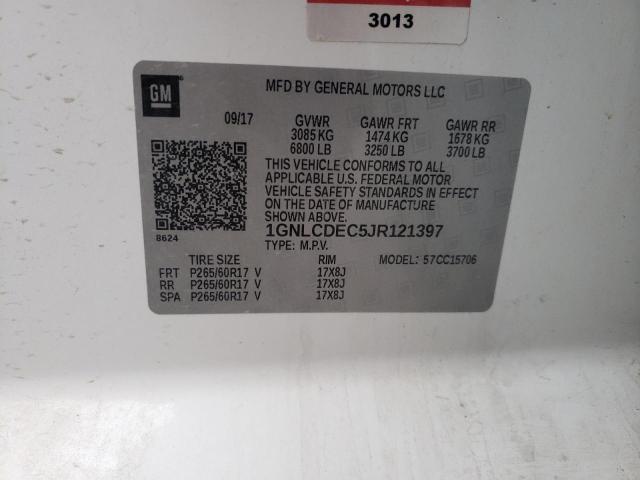 3013
GM
MFD BY GENERAL MOTORS LLC
09/17 GVWR GAWR FRT GAWR RR
3085 KG 1474 KG 1678 KG
6800 LB 3250 LB 3700 LB
THIS VEHICLE CONFORMS TO ALL
APPLICABLE U.S. FEDERAL MOTOR
VEHICLE SAFETY STANDARDS IN EFFECT
ON THE DATE OF MANUFACTURE
SHOWN ABOVE.
8624
1GNLCDEC5JR121397
TYPE: M.P.V.
TIRE SIZE RIM MODEL: 57CC15706
FRT P265/60R17 V 17X8J
RR P265/60R17 V 17X8J
SPA P265/60R17 V 17X8J